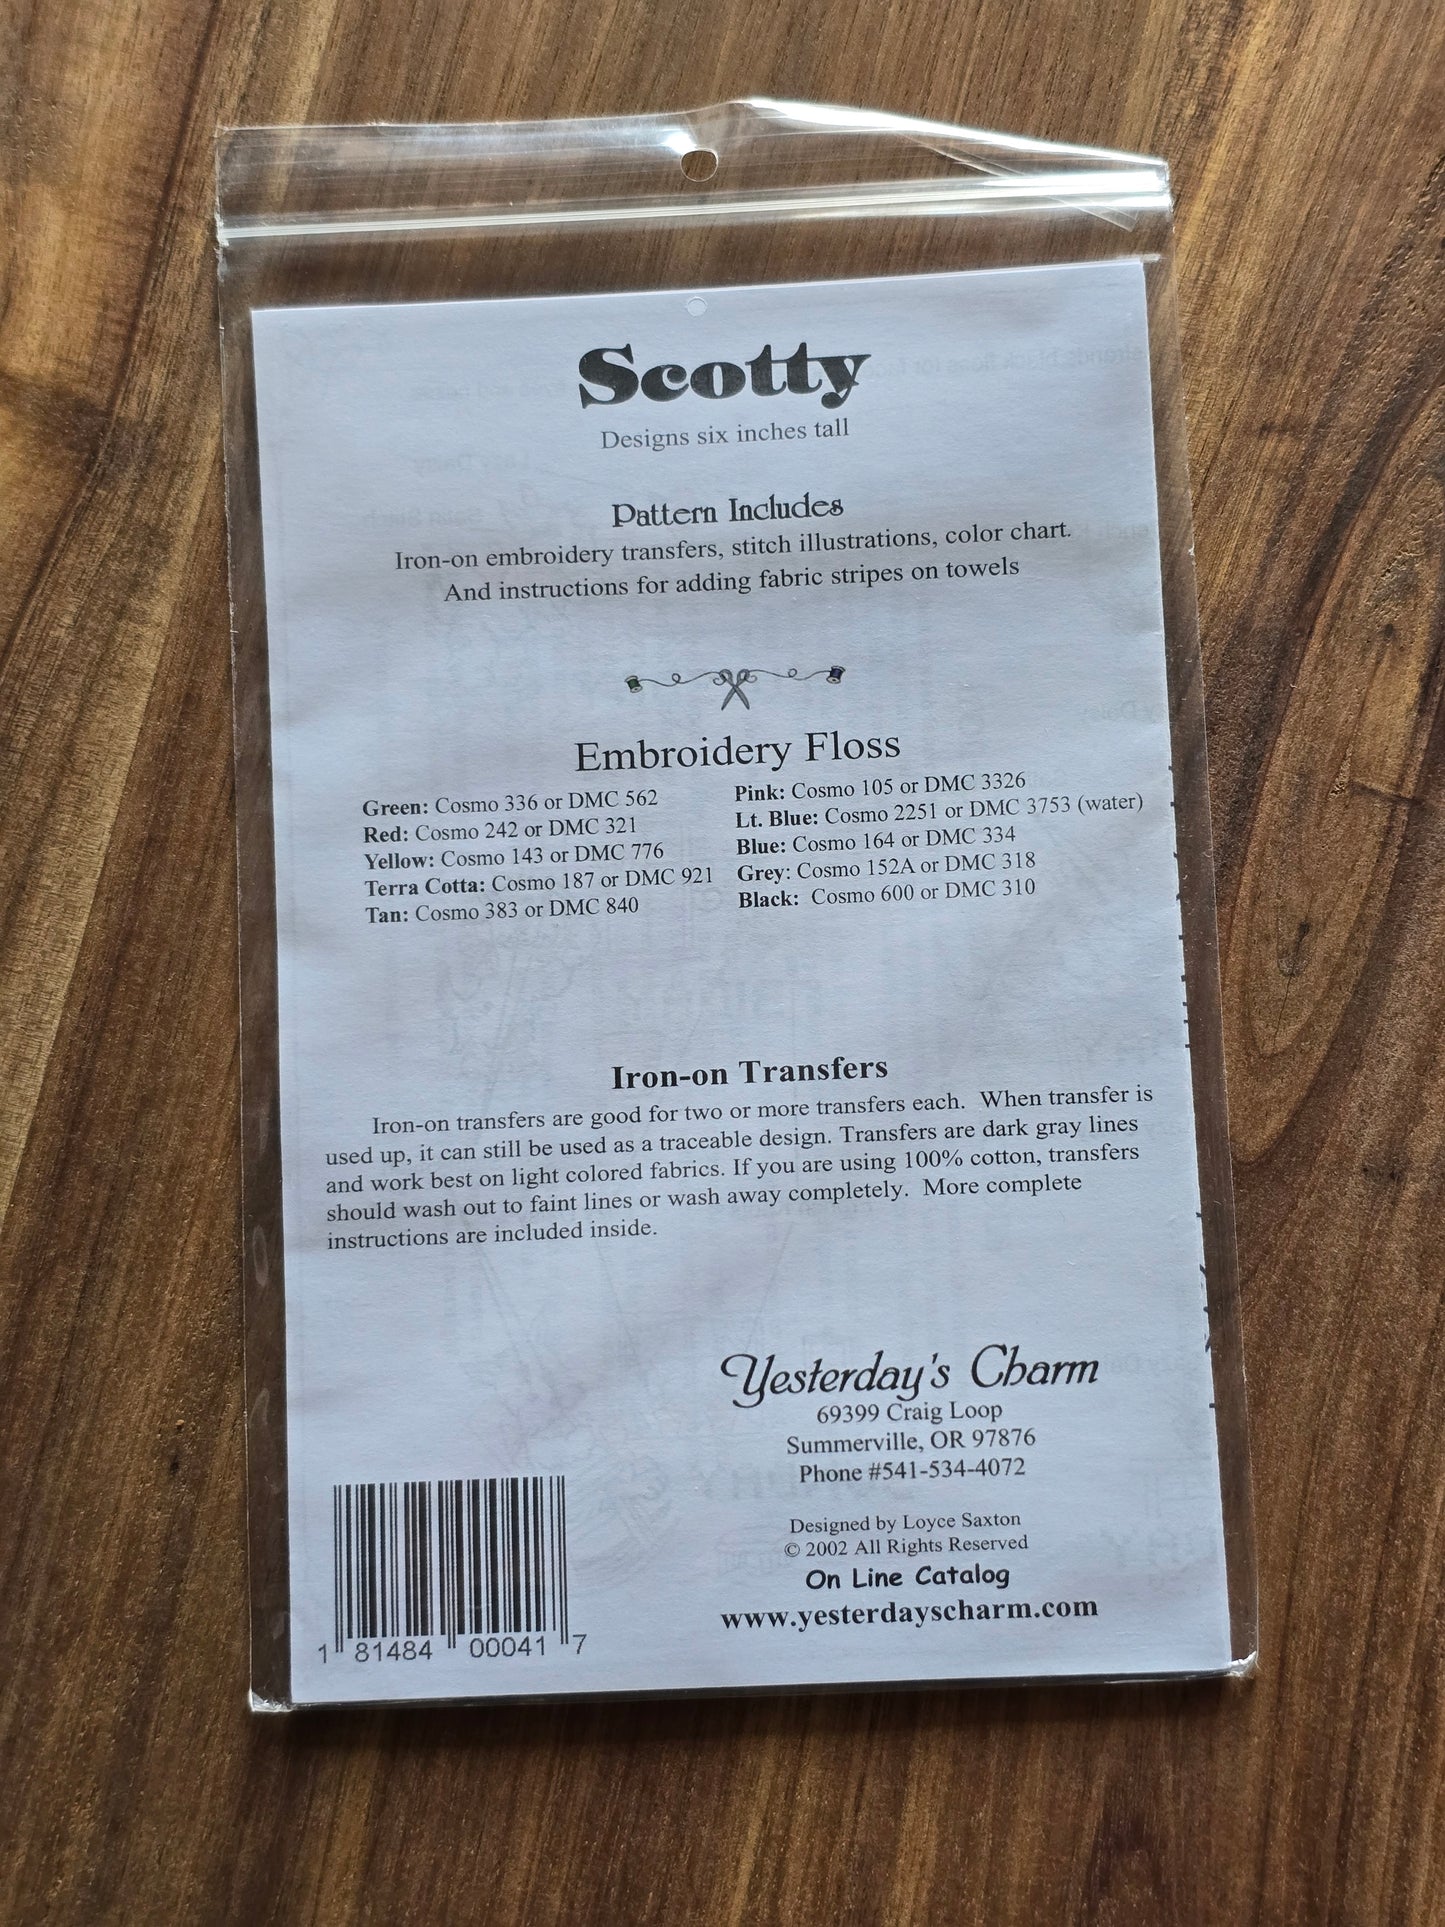 Scotty
Designs six inches tall
Pattern Includes
Iron-on embroidery transfers, stitch illustrations, color chart.
And instructions for adding fabric stripes on towels
Embroidery Floss
Green: Cosmo 336 or DMC 562
Red: Cosmo 242 or DMC 321
Yellow: Cosmo 143 or DMC 776
Terra Cotta: Cosmo 187 or DMC 921
Tan: Cosmo 383 or DMC 840
Pink: Cosmo 105 or DMC 3326
Lt. Blue: Cosmo 2251 or DMC 3753 (water)
Blue: Cosmo 164 or DMC 334
Grey: Cosmo 152A or DMC 318
Black: Cosmo 600 or DMC 310
Iron-on Transfers
Iron-on transfers are good for two or more transfers each. When transfer is
used up, it can still be used as a traceable design. Transfers are dark gray lines
and work best on light colored fabrics. If you are using 100% cotton, transfers
should wash out to faint lines or wash away completely. More complete
instructions are included inside.
Yesterday's Charm
69399 Craig Loop
Summerville, OR 97876
Phone #541-534-4072
Designed by Loyce Saxton
© 2002 All Rights Reserved
On Line Catalog
www.yesterdayscharm.com
1 81484 00041 7